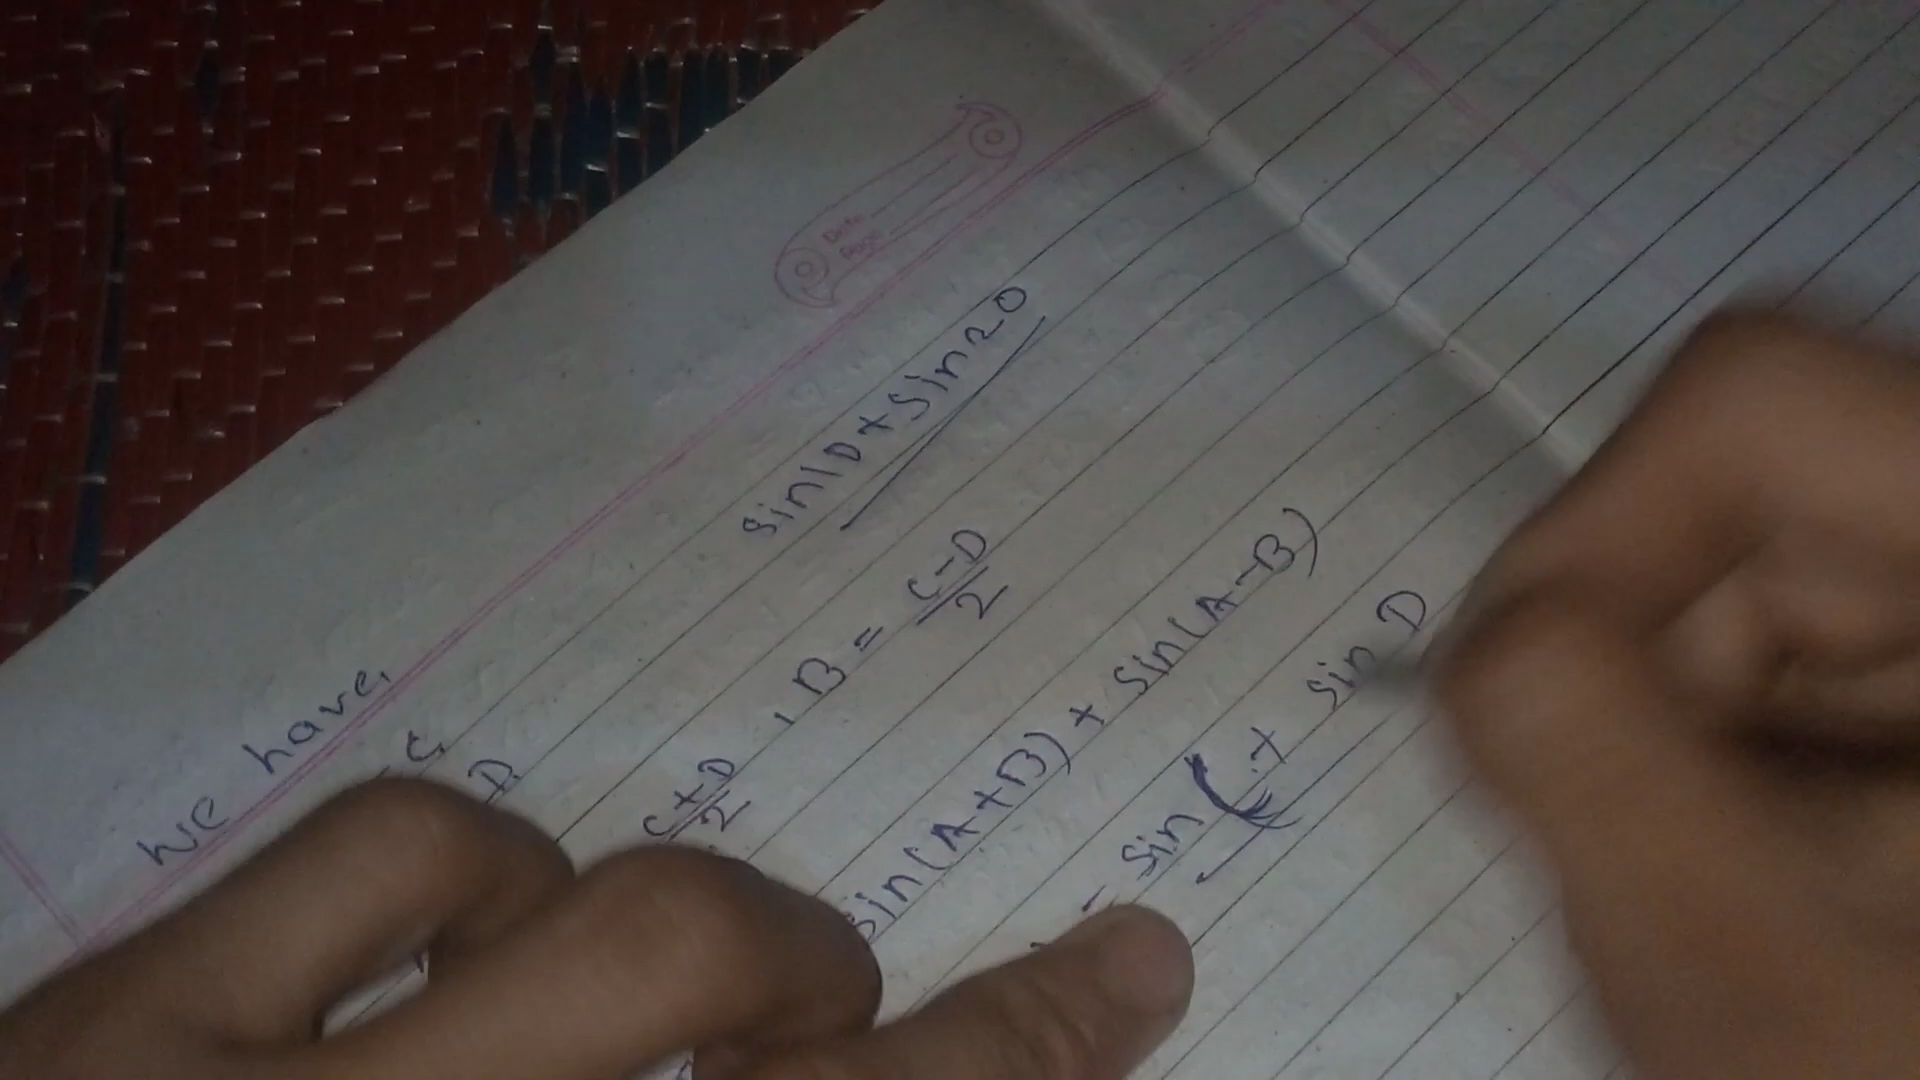 Date
Page
sin10+sin20
We have,
C
D
C+D/2 , B = C-D/2
sin(A+B) + sin(A-B)
= sin C + sin D